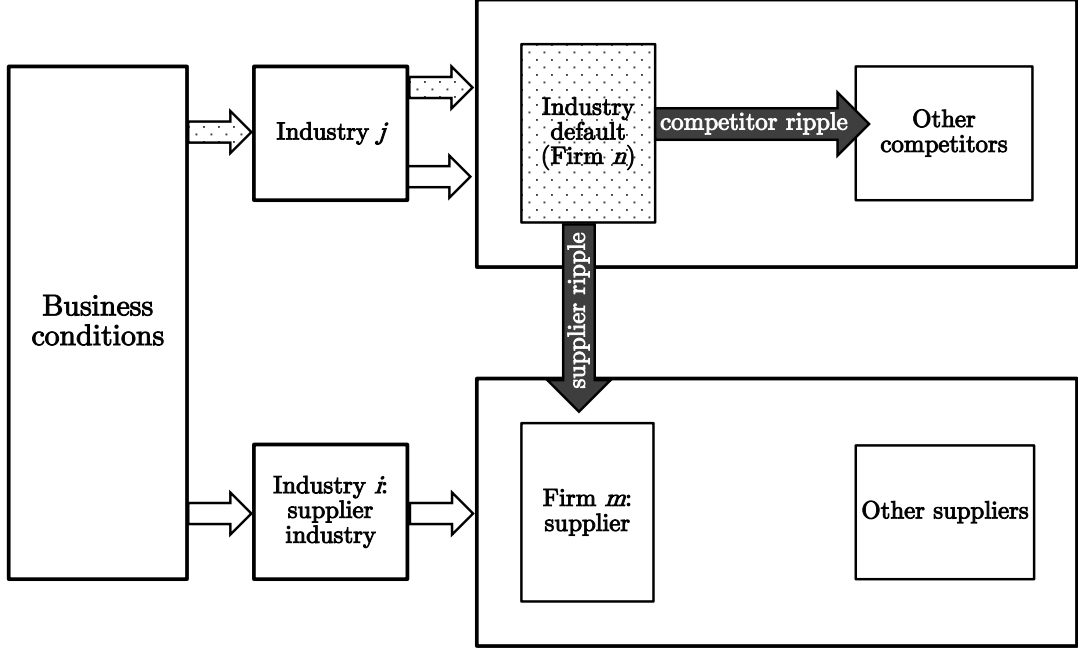 Business
conditions
Industry j
Industry
default
(Firm n)
competitor ripple
Other
competitors
supplier ripple
Industry i:
supplier
industry
Firm m:
supplier
Other suppliers